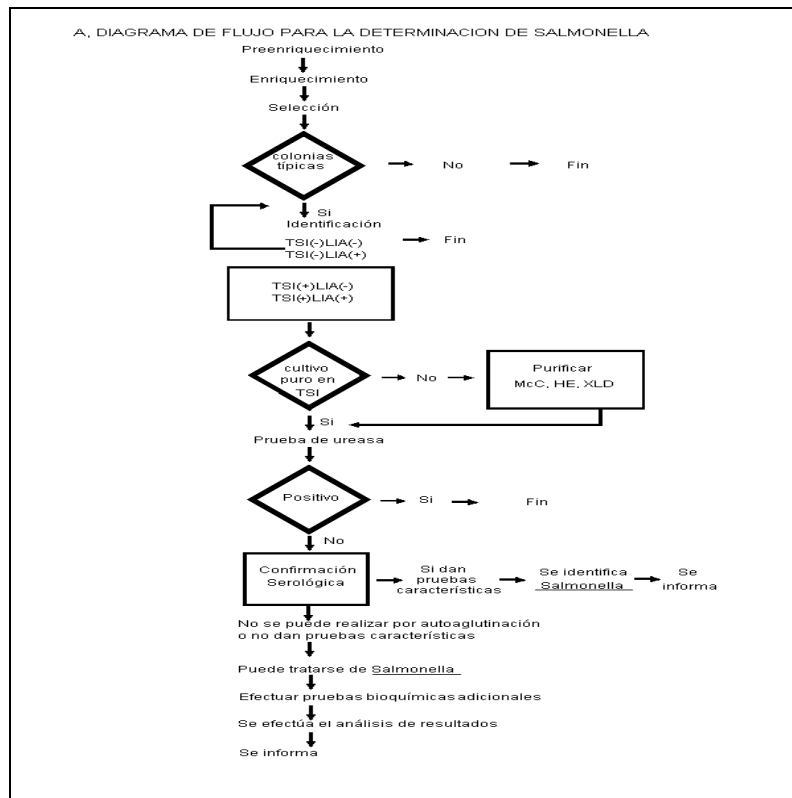 A, DIAGRAMA DE FLUJO PARA LA DETERMINACION DE SALMONELLA
Preenriquecimiento
Enriquecimiento
Selección
colonias
típicas
No
Fin
Si
Identificación
TSI(-)LIA(-)
TSI(-)LIA(+)
Fin
TSI(+)LIA(-)
TSI(+)LIA(+)
cultivo
puro en
TSI
No
Purificar
McC, HE, XLD
Si
Prueba de ureasa
Positivo
Si
Fin
No
Confirmación
Serológica
Si dan
pruebas
características
Se identifica
Salmonella
Se
informa
No se puede realizar por autoaglutinación
o no dan pruebas características
Puede tratarse de Salmonella
Efectuar pruebas bioquímicas adicionales
Se efectúa el análisis de resultados
Se informa